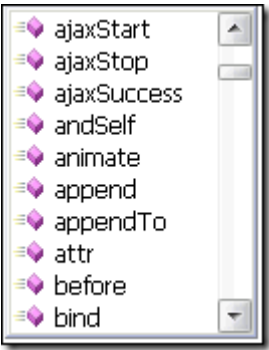 ajaxStart
ajaxStop
ajaxSuccess
andSelf
animate
append
appendTo
attr
before
bind